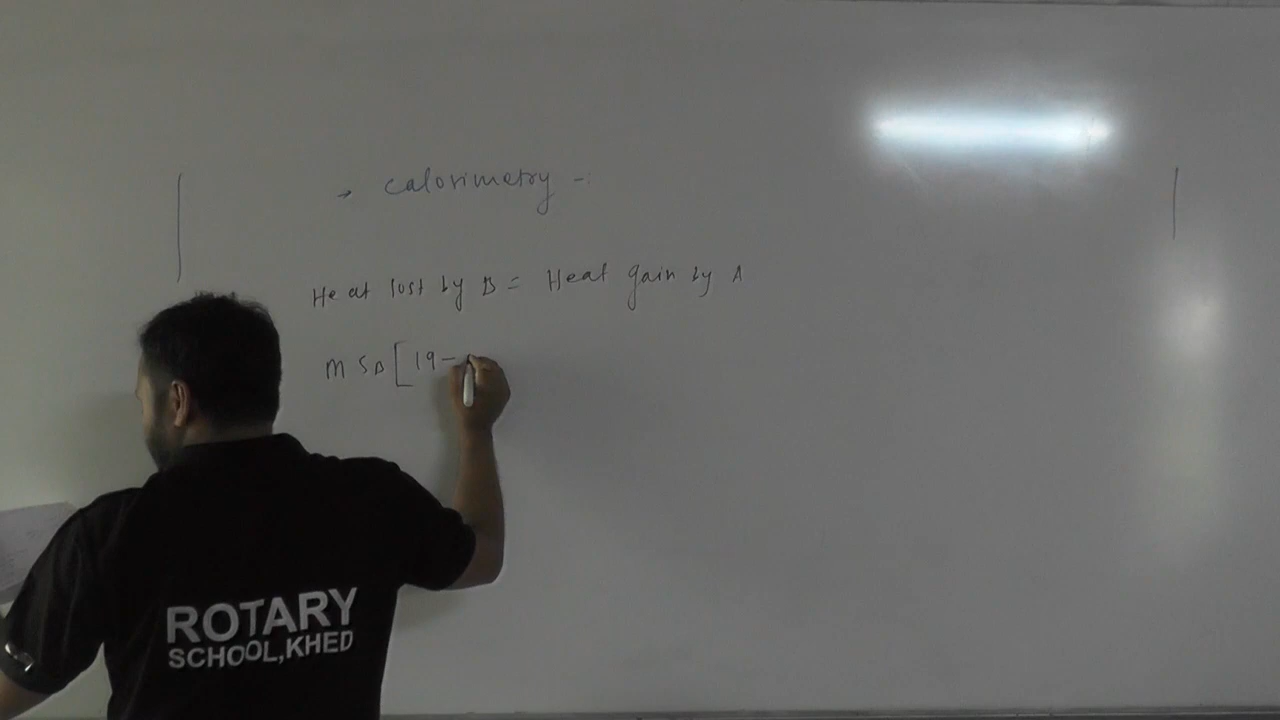 → calorimetry -:
Heat lost by B = Heat gain by A
m S_B [19-
ROTARY
SCHOOL,KHED